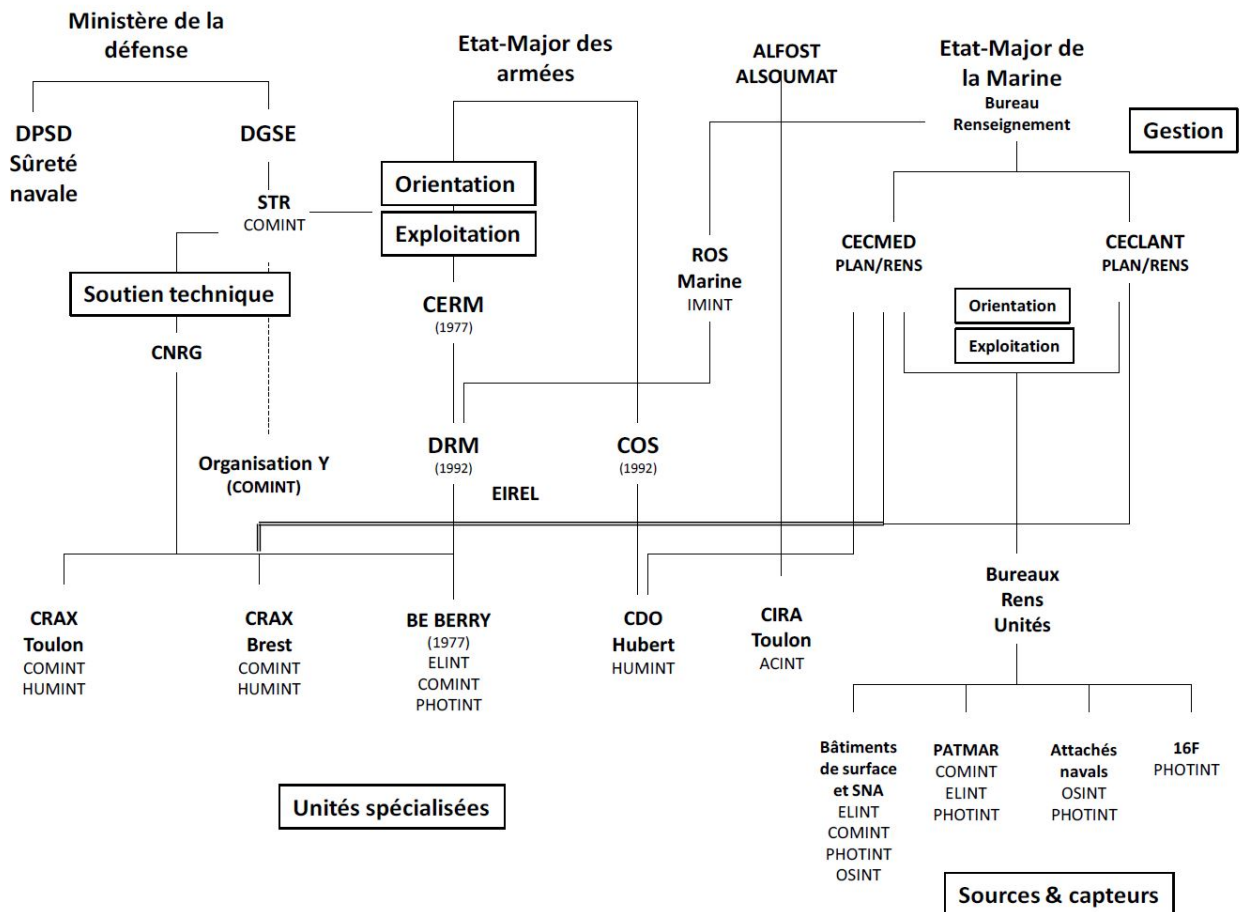 Ministère de la
défense
Etat-Major des
armées
ALFOST
ALSOUMAT
Etat-Major de
la Marine
Bureau
Renseignement
Gestion
DPSD
Sûreté
navale
DGSE
STR
COMINT
Orientation
Exploitation
ROS
Marine
IMINT
CECMED
PLAN/RENS
CECLANT
PLAN/RENS
Soutien technique
CERM
(1977)
Orientation
Exploitation
CNRG
Organisation Y
(COMINT)
DRM
(1992)
COS
(1992)
EIREL
CRAX
Toulon
COMINT
HUMINT
CRAX
Brest
COMINT
HUMINT
BE BERRY
(1977)
ELINT
COMINT
PHOTINT
CDO
Hubert
HUMINT
CIRA
Toulon
ACINT
Bureaux
Rens
Unités
Bâtiments
de surface
et SNA
ELINT
COMINT
PHOTINT
OSINT
PATMAR
COMINT
ELINT
PHOTINT
Attachés
navals
OSINT
PHOTINT
16F
PHOTINT
Unités spécialisées
Sources & capteurs